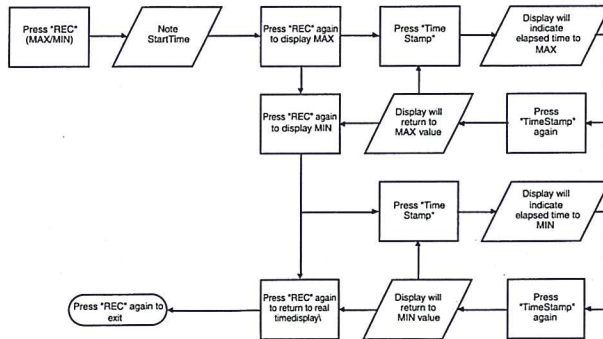 Press "REC"
(MAX/MIN)
Note
StartTime
Press "REC" again
to display MAX
Press "Time
Stamp"
Display will
indicate
elapsed time to
MAX
Press "REC" again
to display MIN
Display will
return to
MAX value
Press
"TimeStamp"
again
Press "Time
Stamp"
Display will
indicate
elapsed time to
MIN
Press "REC" again to
exit
Press "REC" again
to return to real
timedisplay\
Display will
return to
MIN value
Press
"TimeStamp"
again